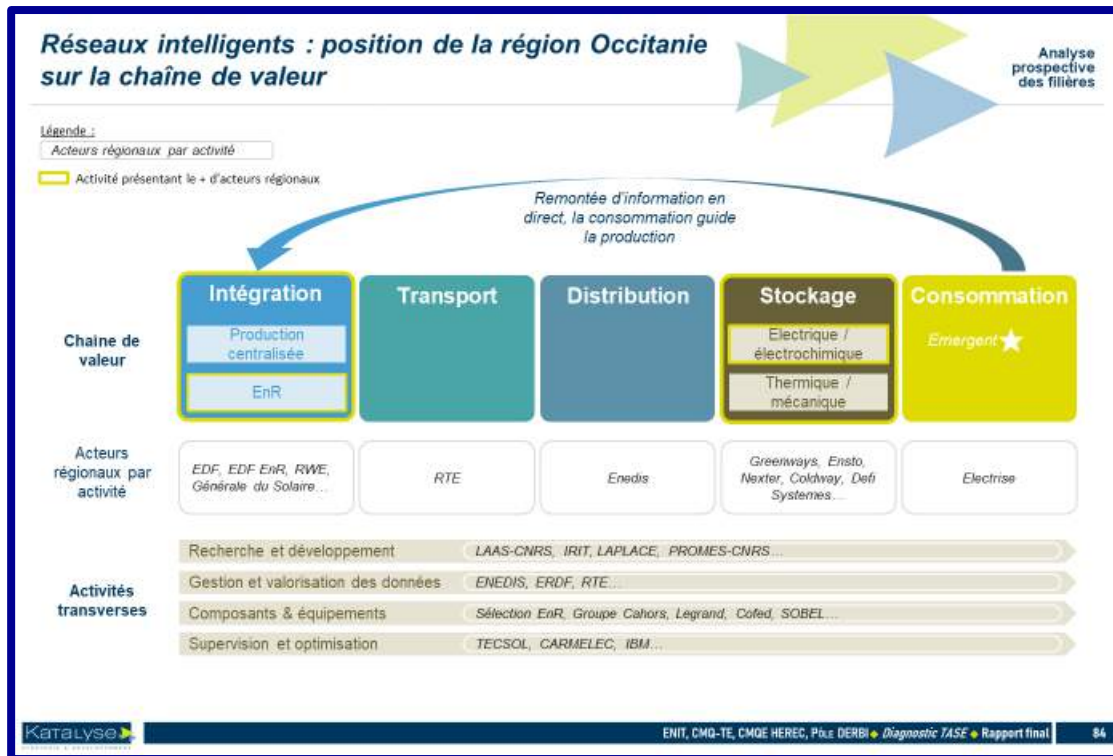 Réseaux intelligents : position de la région Occitanie
sur la chaîne de valeur
Analyse
prospective
des filières
Légende :
Acteurs régionaux par activité
Activité présentant le + d'acteurs régionaux
Remontée d'information en
direct, la consommation guide
la production
Chaine de
valeur
Intégration
Production
centralisée
EnR
Transport
Distribution
Stockage
Electrique /
électrochimique
Thermique /
mécanique
Consommation
Emergent
Acteurs
régionaux par
activité
EDF, EDF EnR, RWE,
Générale du Solaire…
RTE
Enedis
Greenways, Ensto,
Nexter, Coldway, Defi
Systemes…
Electrise
Activités
transverses
Recherche et développement LAAS-CNRS, IRIT, LAPLACE, PROMES-CNRS…
Gestion et valorisation des données ENEDIS, ERDF, RTE…
Composants & équipements Sélection EnR, Groupe Cahors, Legrand, Cofed, SOBEL…
Supervision et optimisation TECSOL, CARMELEC, IBM…
KATALYSE
ENIT, CMQ-TE, CMQE HEREC, PÔLE DERBI ◆ Diagnostic TASE ◆ Rapport final 84